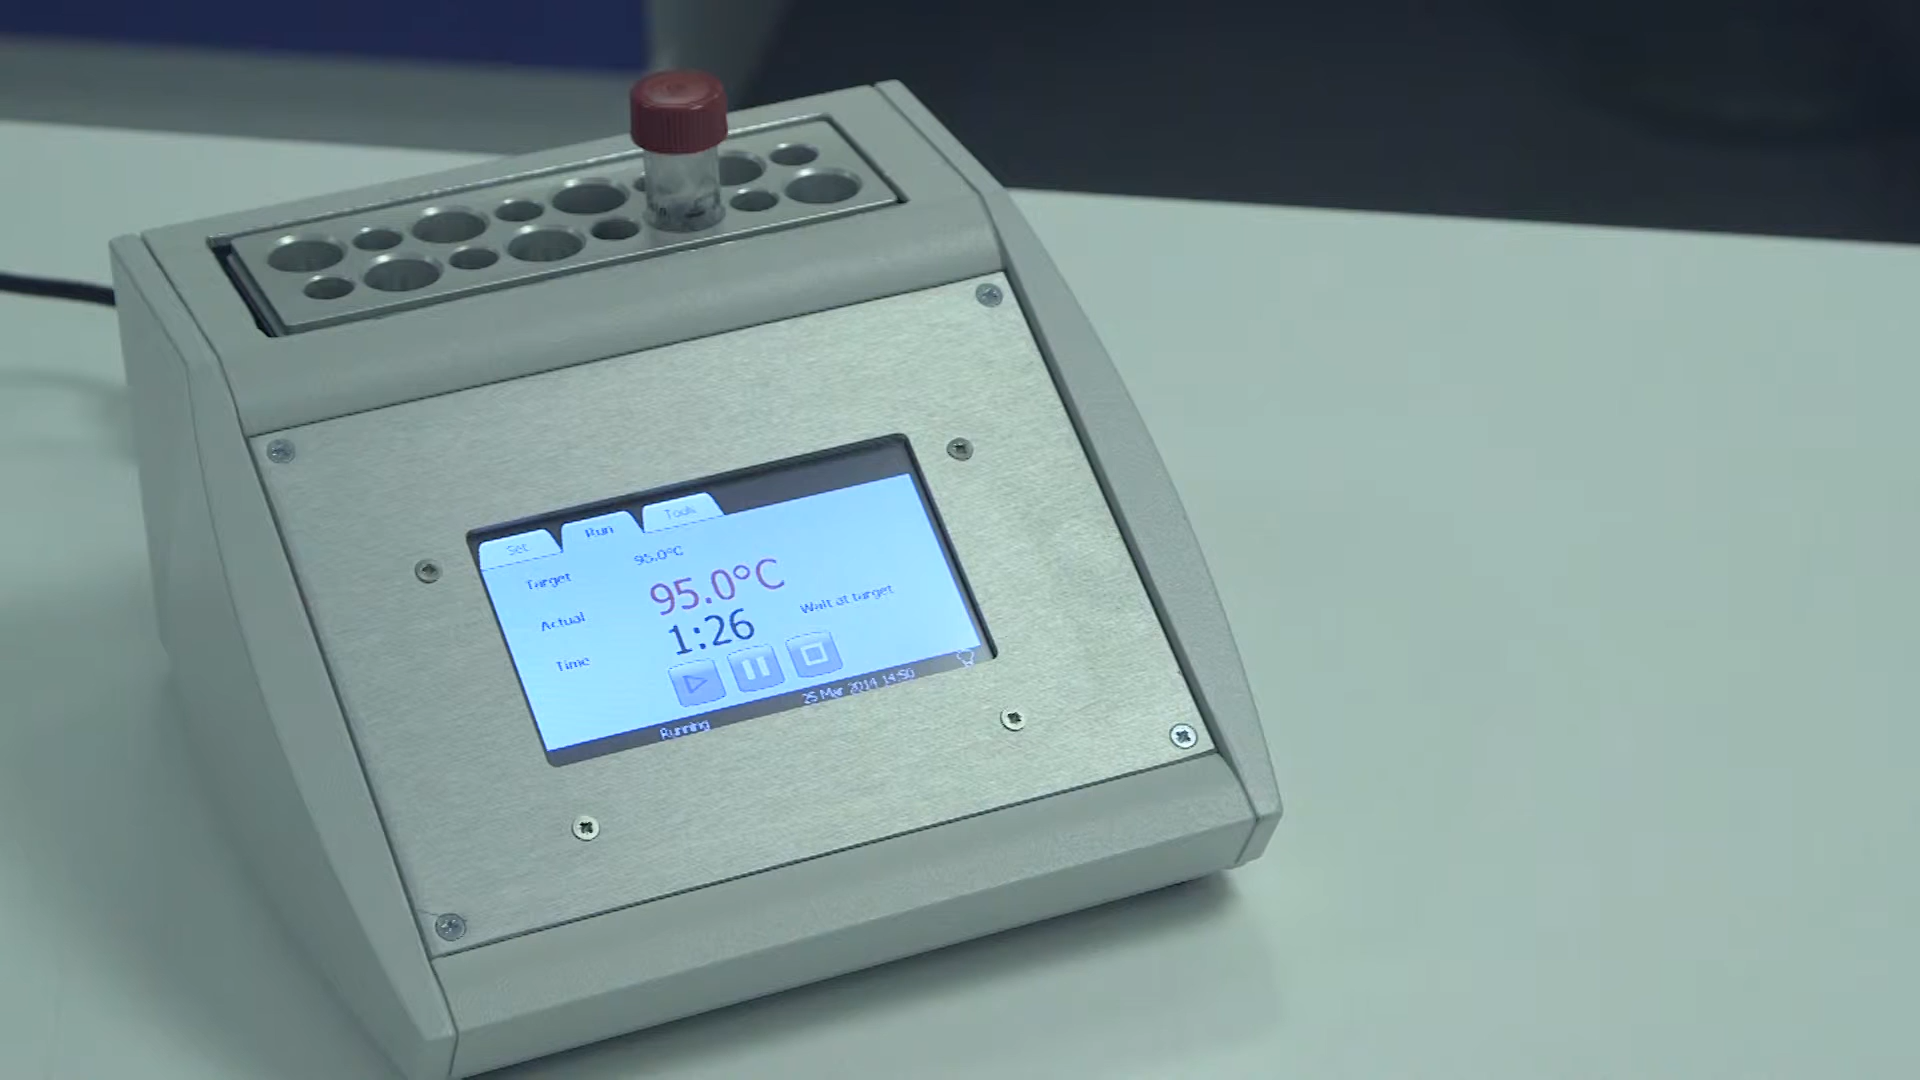 Set Run Tools
Target 95.0°C
Actual 95.0°C
Time 1:26 Wait at target
Running 25 Mar 2014 14:50